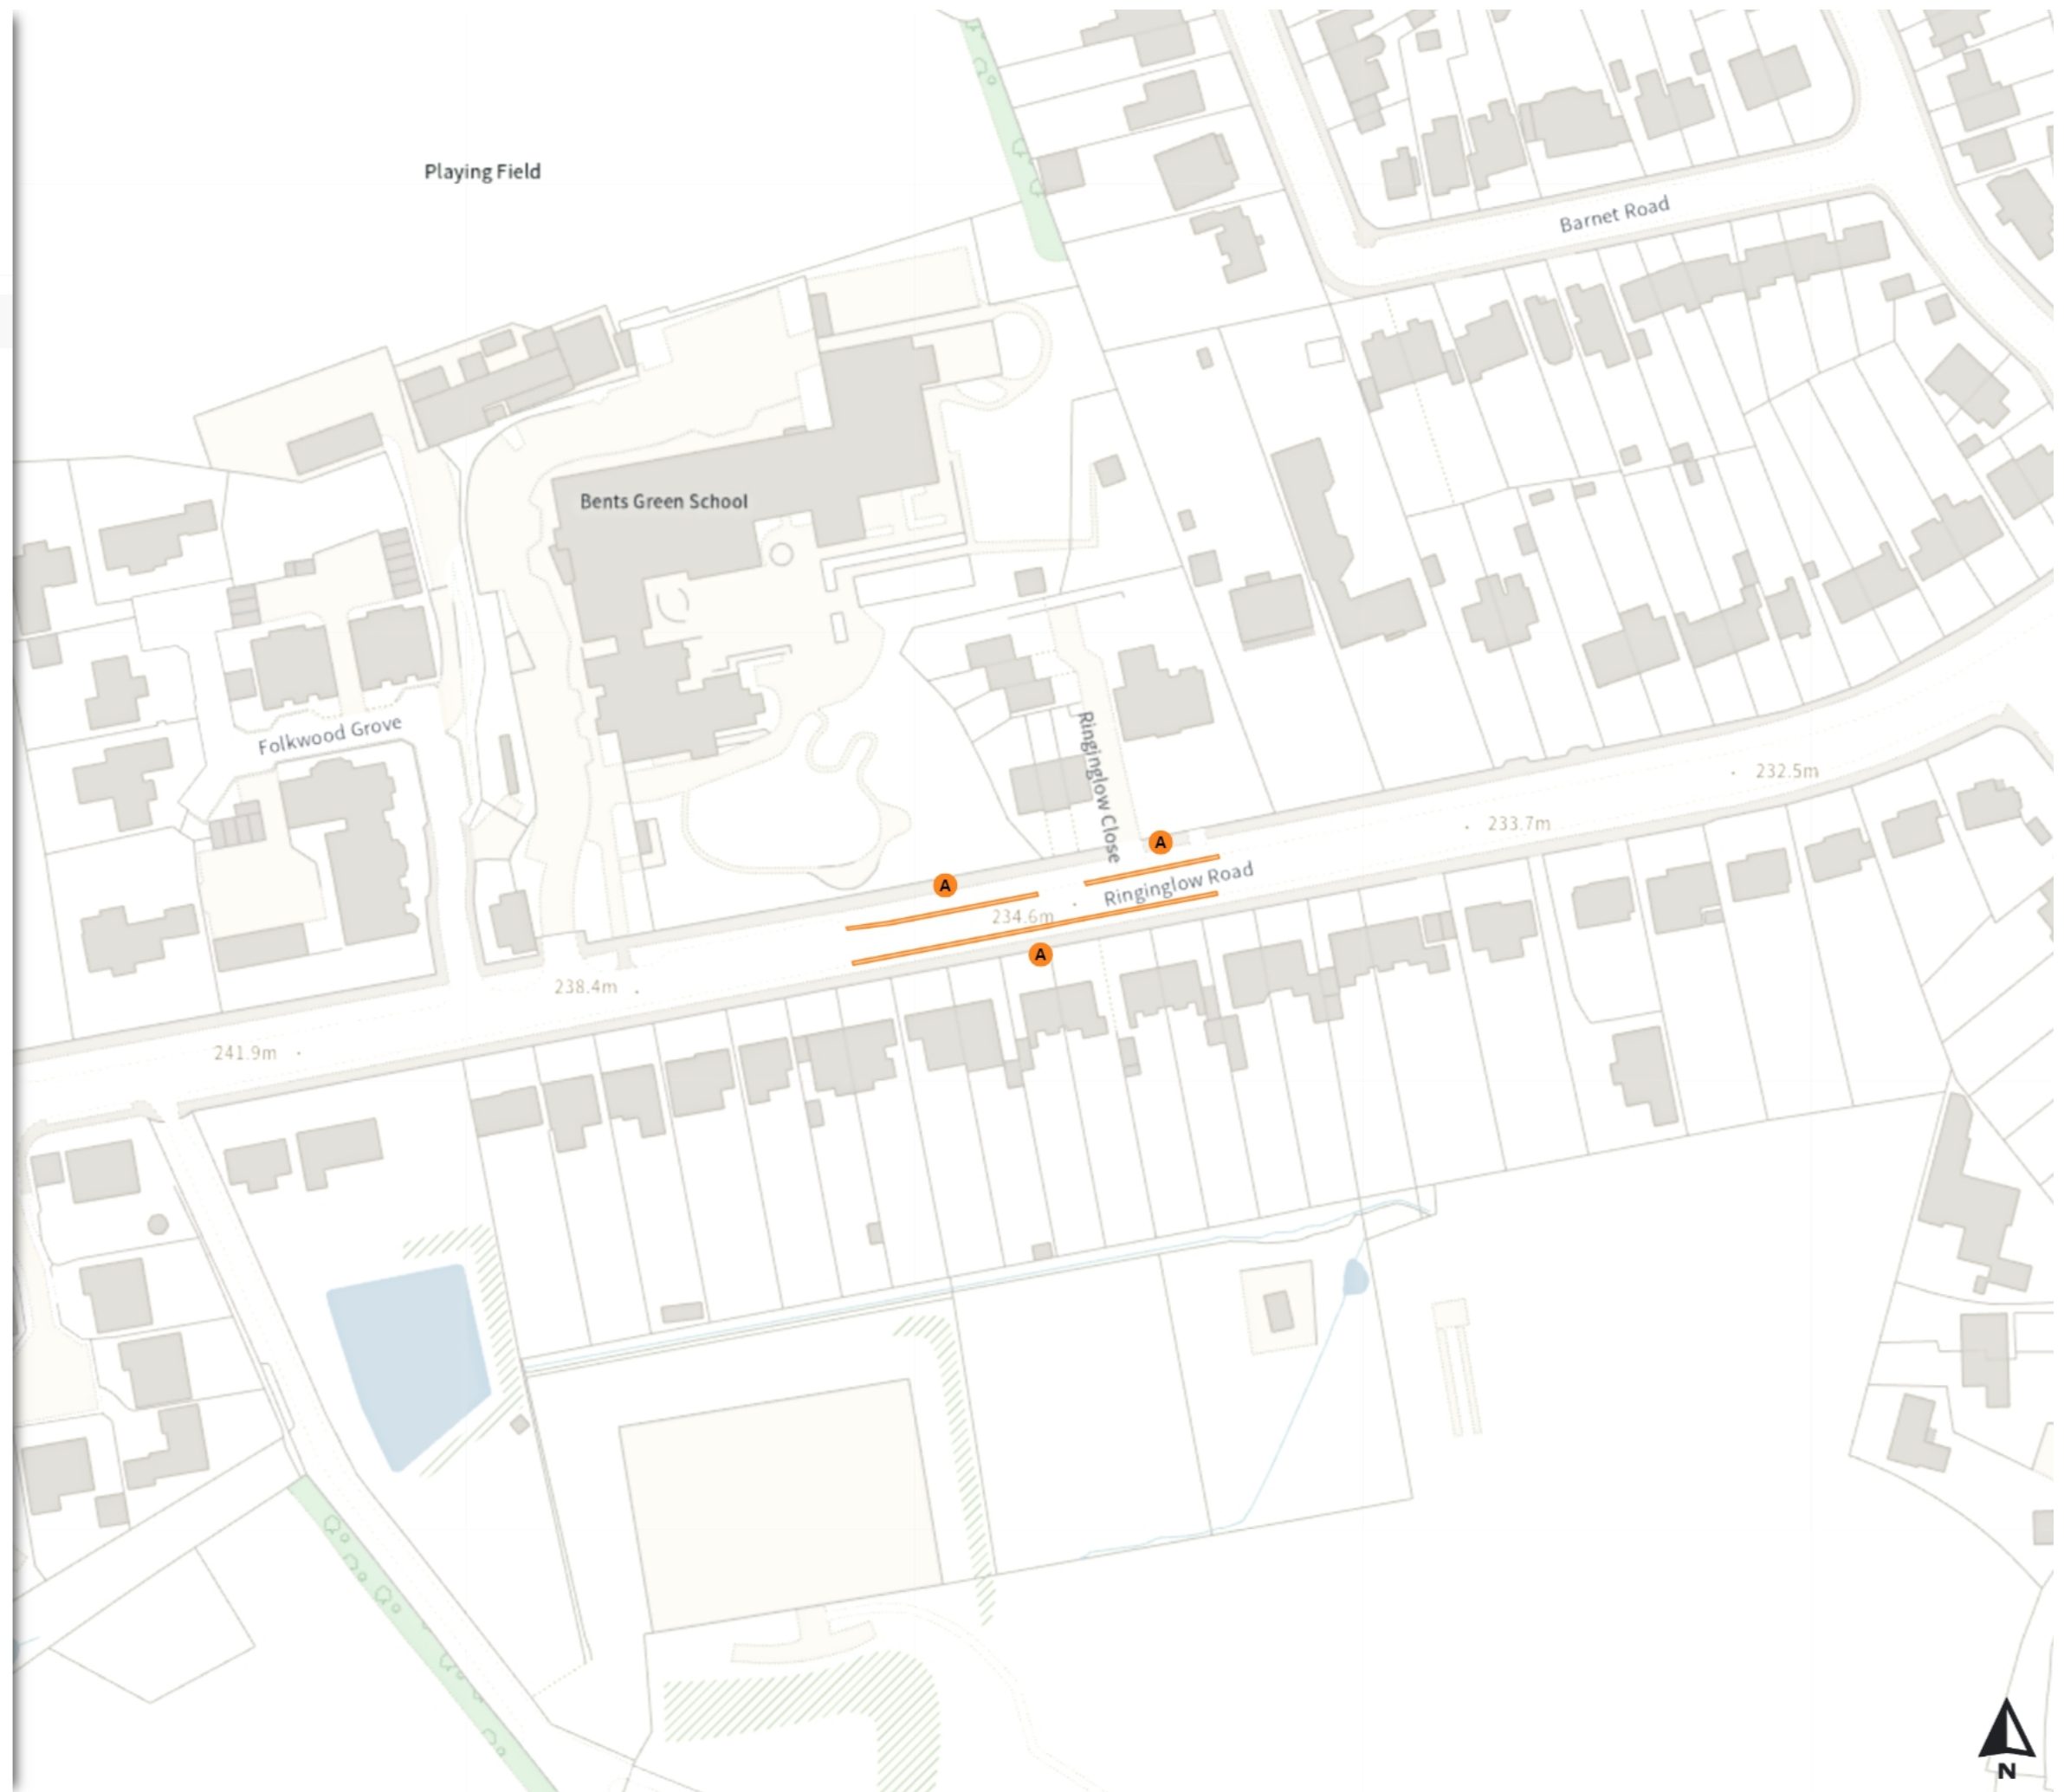 Playing Field
Barnet Road
Bents Green School
Folkwood Grove
Ringinglow Close
232.5m
233.7m
A
A
Ringinglow Road
234.6m
A
238.4m
241.9m
N